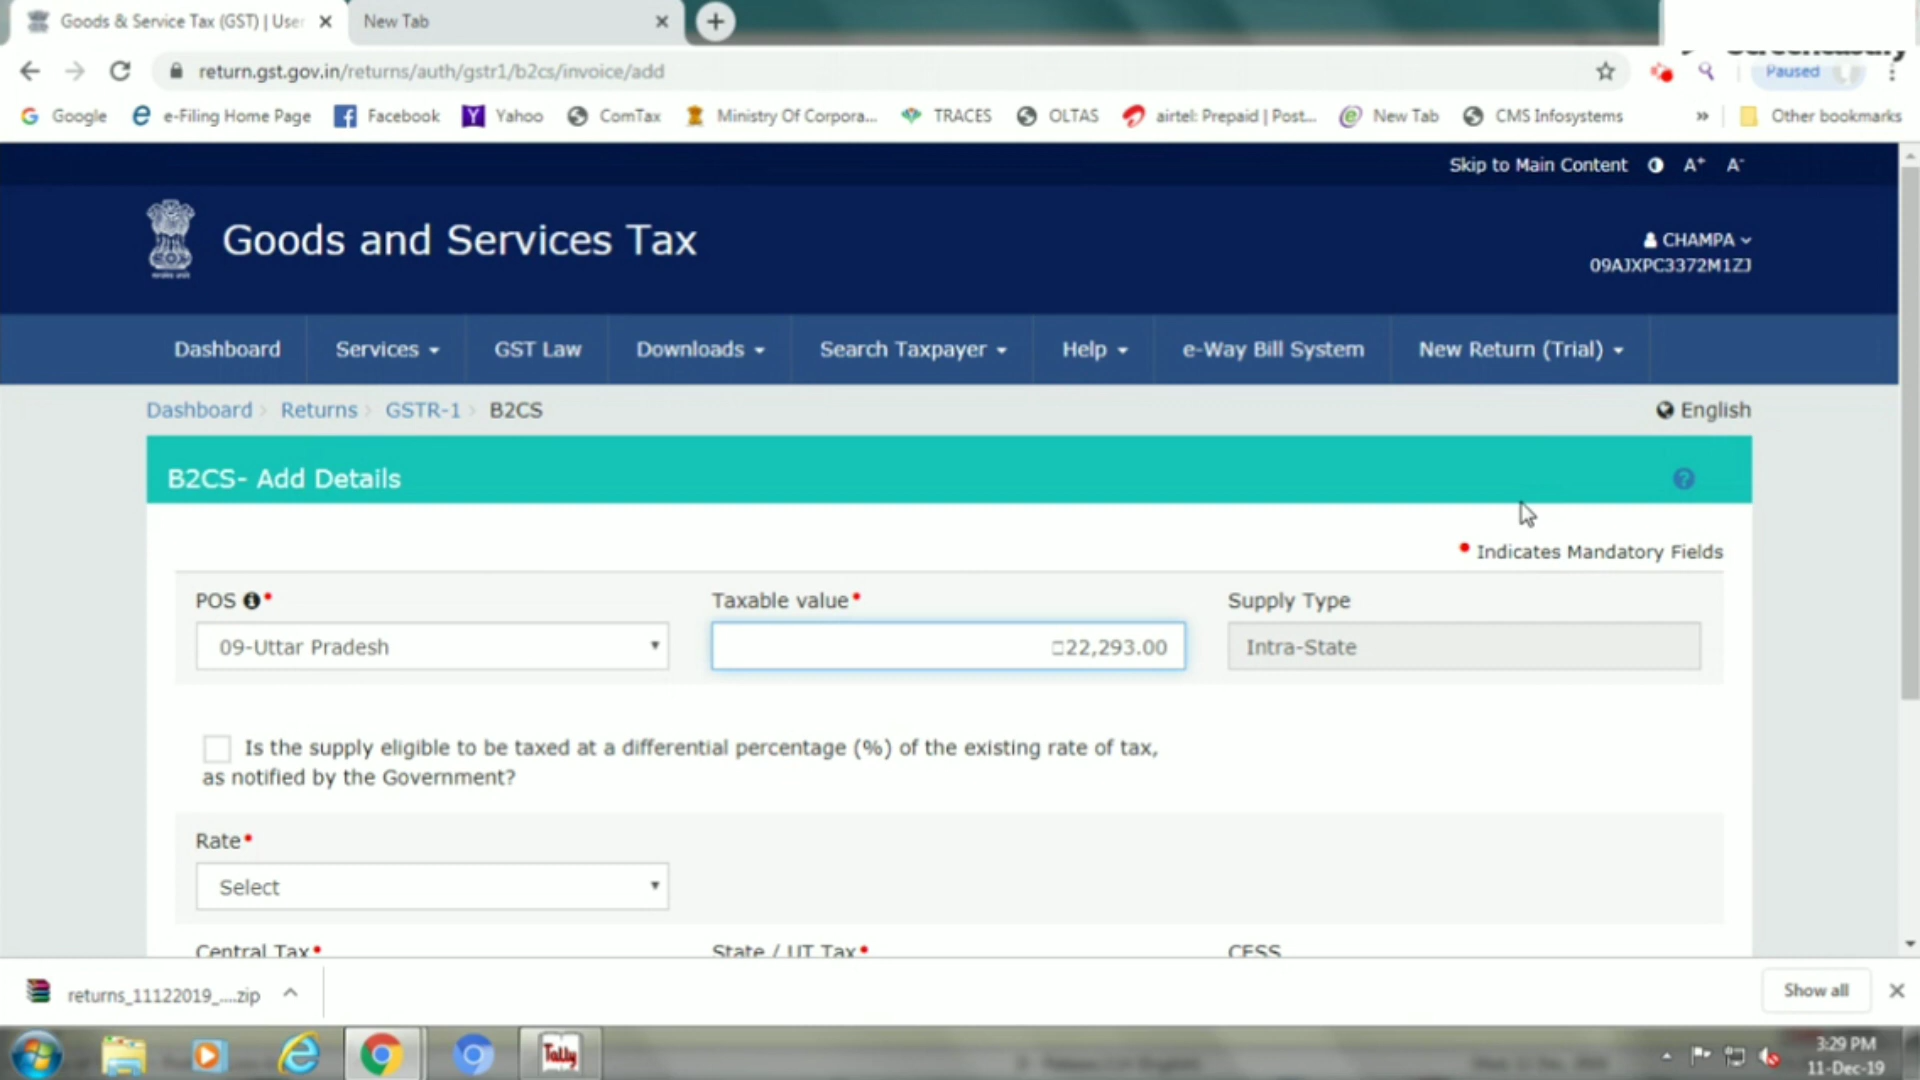 Goods & Service Tax (GST) | User
New Tab
return.gst.gov.in/returns/auth/gstr1/b2cs/invoice/add
Paused
Google
e-Filing Home Page
Facebook
Yahoo
ComTax
Ministry Of Corpora...
TRACES
OLTAS
airtel: Prepaid | Post...
New Tab
CMS Infosystems
»
Other bookmarks
Skip to Main Content
A+
A-
Goods and Services Tax
CHAMPA
09AJXPC3372M1ZJ
Dashboard
Services
GST Law
Downloads
Search Taxpayer
Help
e-Way Bill System
New Return (Trial)
Dashboard > Returns > GSTR-1 > B2CS
English
B2CS- Add Details
?
• Indicates Mandatory Fields
POS
Taxable value•
Supply Type
09-Uttar Pradesh
22,293.00
Intra-State
Is the supply eligible to be taxed at a differential percentage (%) of the existing rate of tax,
as notified by the Government?
Rate•
Select
Central Tax•
State / UT Tax•
CESS
returns_11122019_....zip
Show all
Tally
3:29 PM
11-Dec-19